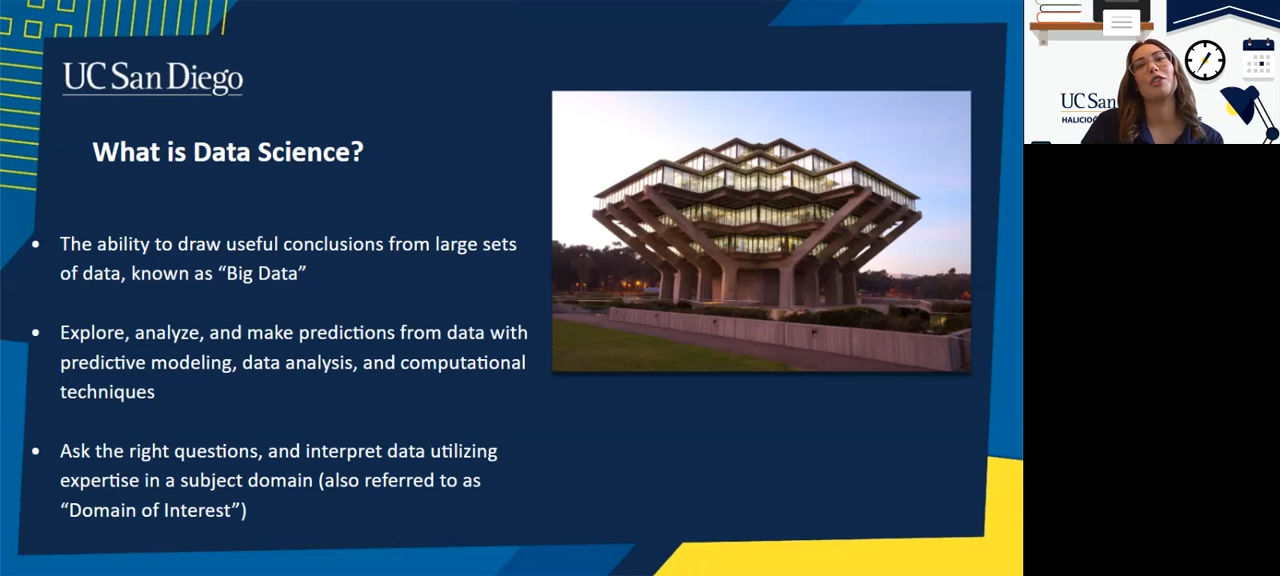 UC San Diego
What is Data Science?
• The ability to draw useful conclusions from large sets
of data, known as “Big Data”
• Explore, analyze, and make predictions from data with
predictive modeling, data analysis, and computational
techniques
• Ask the right questions, and interpret data utilizing
expertise in a subject domain (also referred to as
“Domain of Interest”)
UC San